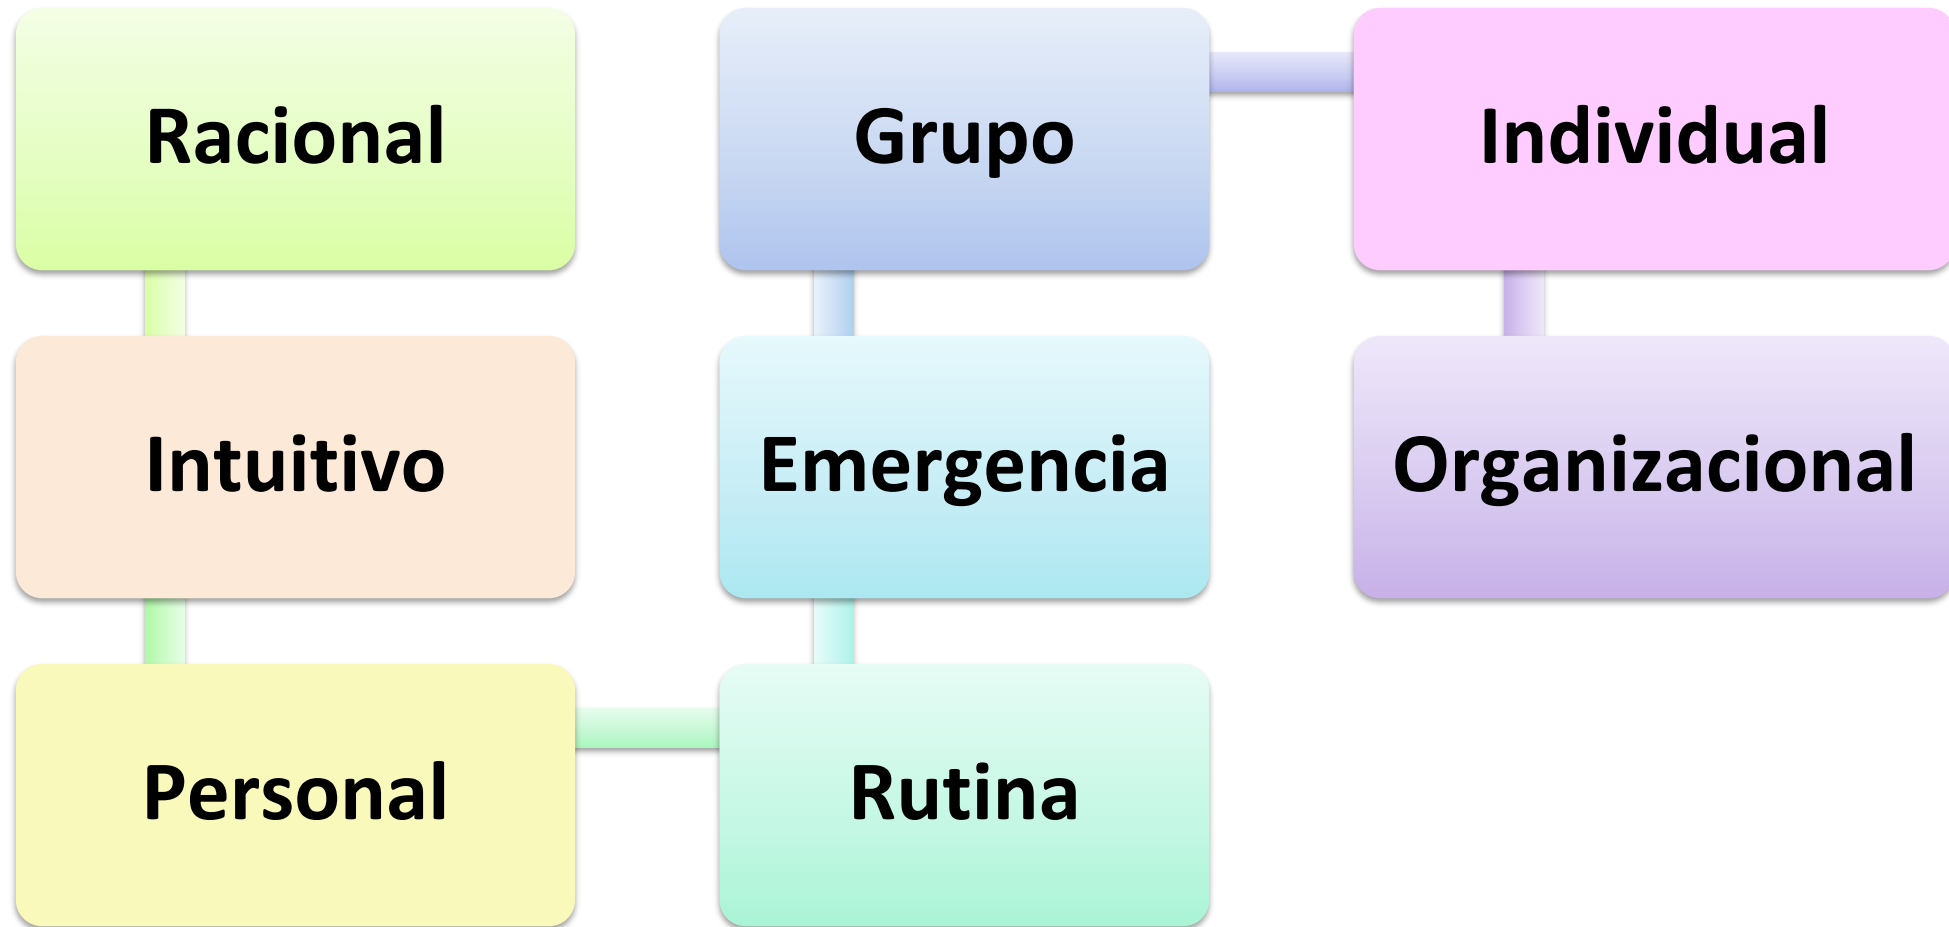 Racional
Intuitivo
Personal
Rutina
Emergencia
Grupo
Individual
Organizacional